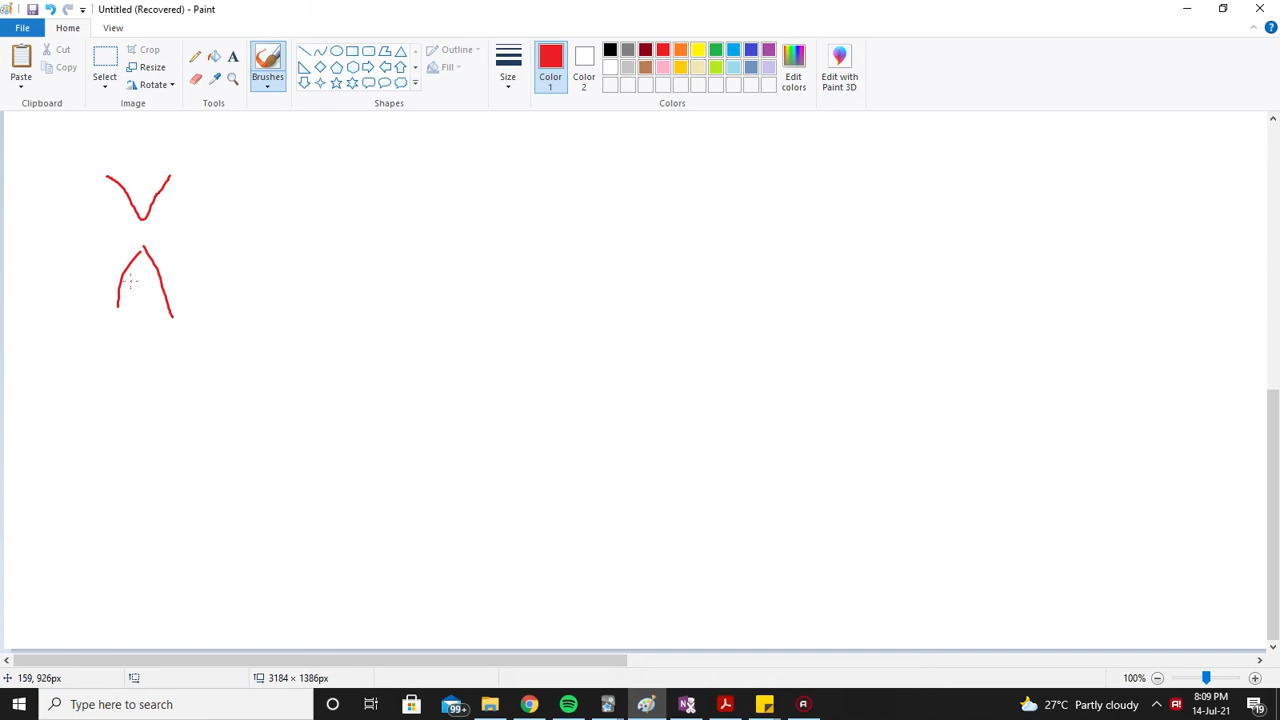 Untitled (Recovered) - Paint
File Home View
Paste
Cut
Copy
Clipboard
Select
Crop
Resize
Rotate
Image
A
Tools
Brushes
Outline
Fill
Shapes
Size
Color 1
Color 2
Edit colors
Colors
Edit with Paint 3D
V
Λ
159, 926px
3184 × 1386px
100%
Type here to search
99+
27°C Partly cloudy
8:09 PM
14-Jul-21
19